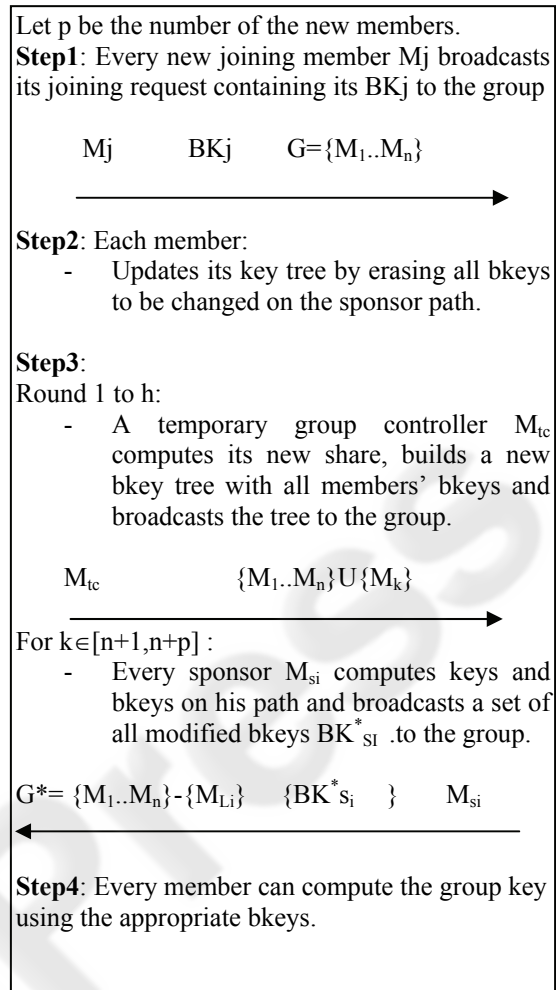 Let p be the number of the new members.
Step1: Every new joining member Mj broadcasts
its joining request containing its BKj to the group
Mj BKj G={M₁..Mₙ}
Step2: Each member:
- Updates its key tree by erasing all bkeys
to be changed on the sponsor path.
Step3:
Round 1 to h:
- A temporary group controller Mtc
computes its new share, builds a new
bkey tree with all members' bkeys and
broadcasts the tree to the group.
Mtc {M₁..Mₙ}U{Mₖ}
For k∈[n+1,n+p] :
- Every sponsor Msi computes keys and
bkeys on his path and broadcasts a set of
all modified bkeys BK*SI .to the group.
G*= {M₁..Mₙ}-{MLi} {BK*si } Msi
Step4: Every member can compute the group key
using the appropriate bkeys.